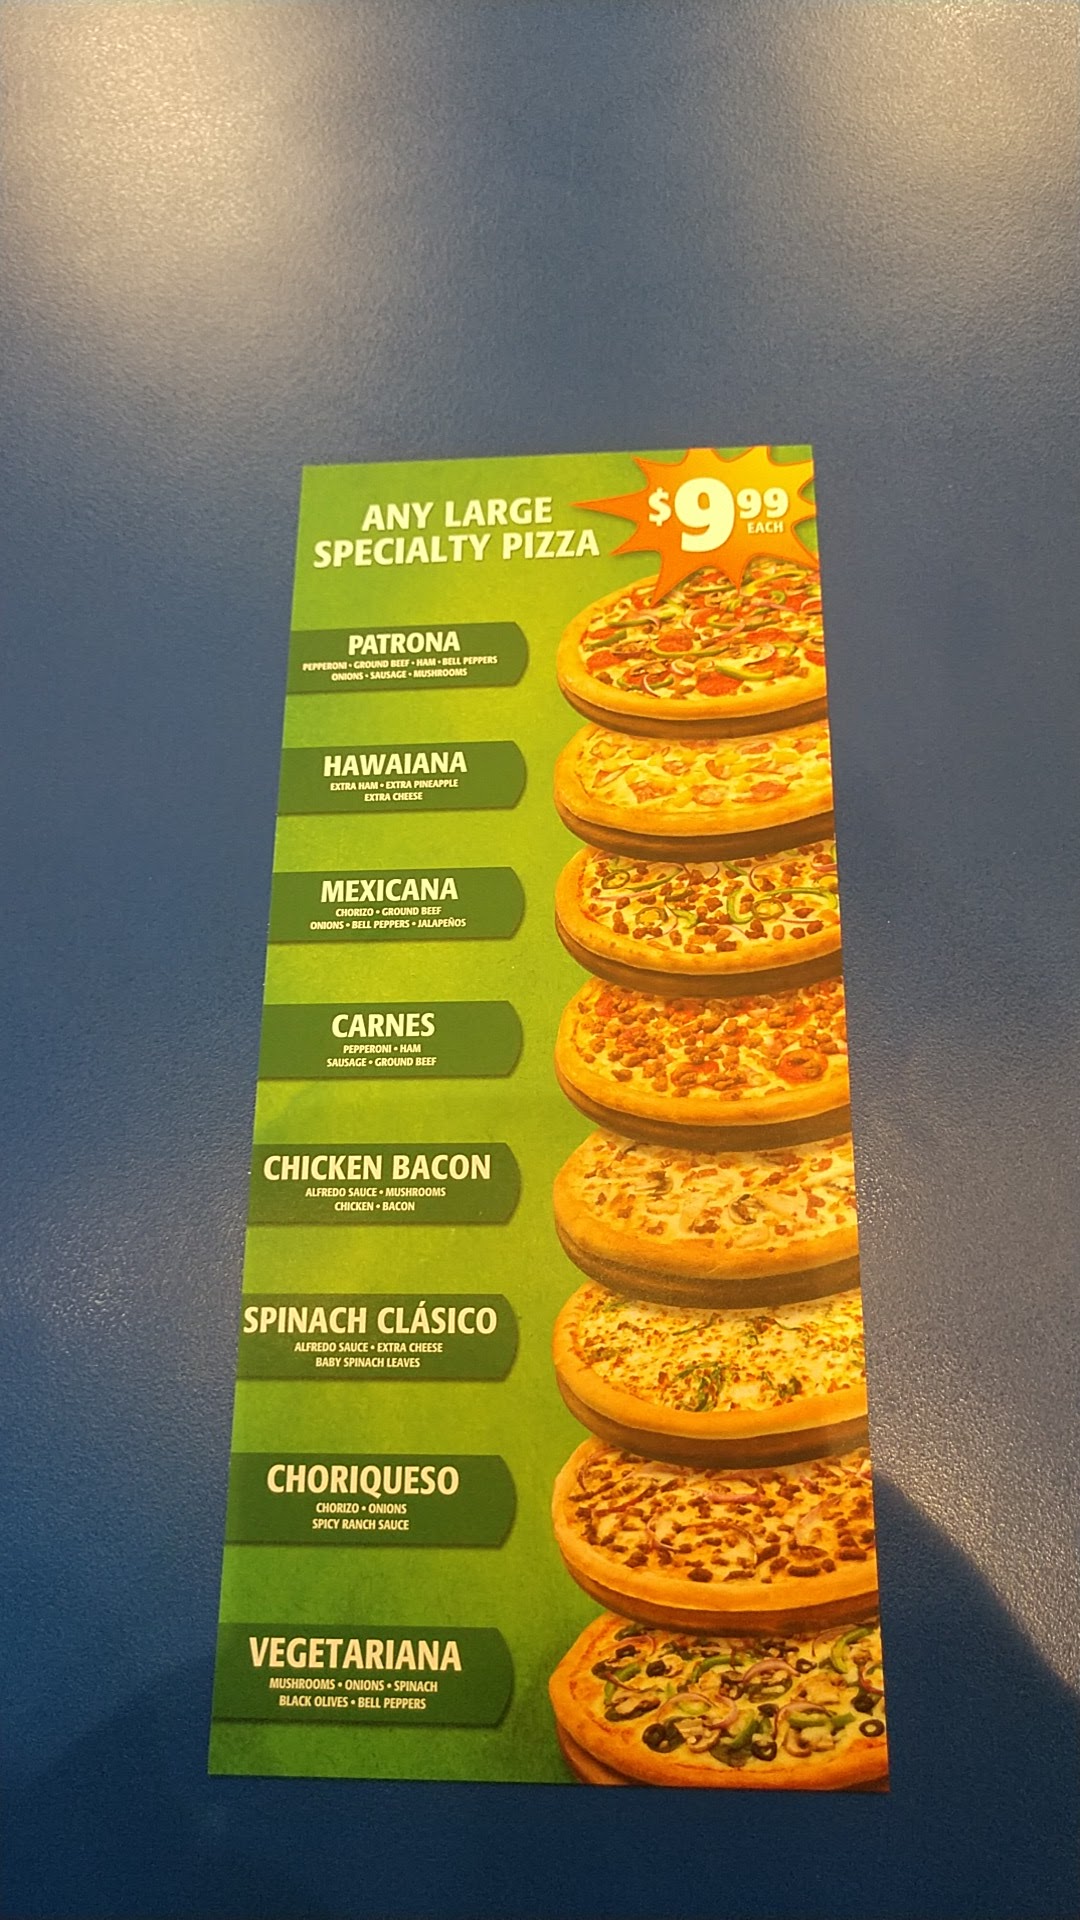 ANY LARGE
SPECIALTY PIZZA
$9.99
EACH
PATRONA
PEPPERONI • GROUND BEEF • HAM • BELL PEPPERS
ONIONS • SAUSAGE • MUSHROOMS
HAWAIANA
EXTRA HAM • EXTRA PINEAPPLE
EXTRA CHEESE
MEXICANA
CHORIZO • GROUND BEEF
ONIONS • BELL PEPPERS • JALAPEÑOS
CARNES
PEPPERONI • HAM
SAUSAGE • GROUND BEEF
CHICKEN BACON
ALFREDO SAUCE • MUSHROOMS
CHICKEN • BACON
SPINACH CLÁSICO
ALFREDO SAUCE • EXTRA CHEESE
BABY SPINACH LEAVES
CHORIQUESO
CHORIZO • ONIONS
SPICY RANCH SAUCE
VEGETARIANA
MUSHROOMS • ONIONS • SPINACH
BLACK OLIVES • BELL PEPPERS